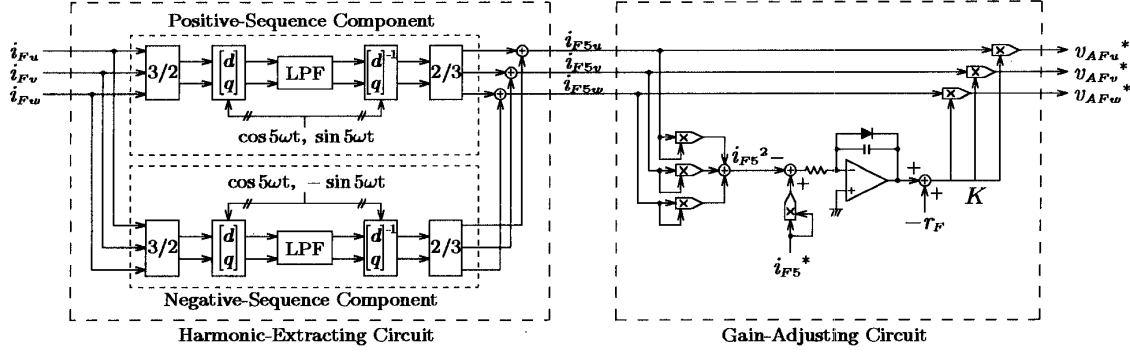 Positive-Sequence Component
i_Fu
i_Fv
i_Fw
3/2
[d q]
LPF
[d q]⁻¹
2/3
cos 5ωt, sin 5ωt
cos 5ωt, − sin 5ωt
3/2
[d q]
LPF
[d q]⁻¹
2/3
Negative-Sequence Component
Harmonic-Extracting Circuit
i_F5u
i_F5v
i_F5w
×
×
×
v_AFu*
v_AFv*
v_AFw*
×
×
×
i_F5² −
+
×
i_F5*
−
+
+
+
−r_F
K
Gain-Adjusting Circuit